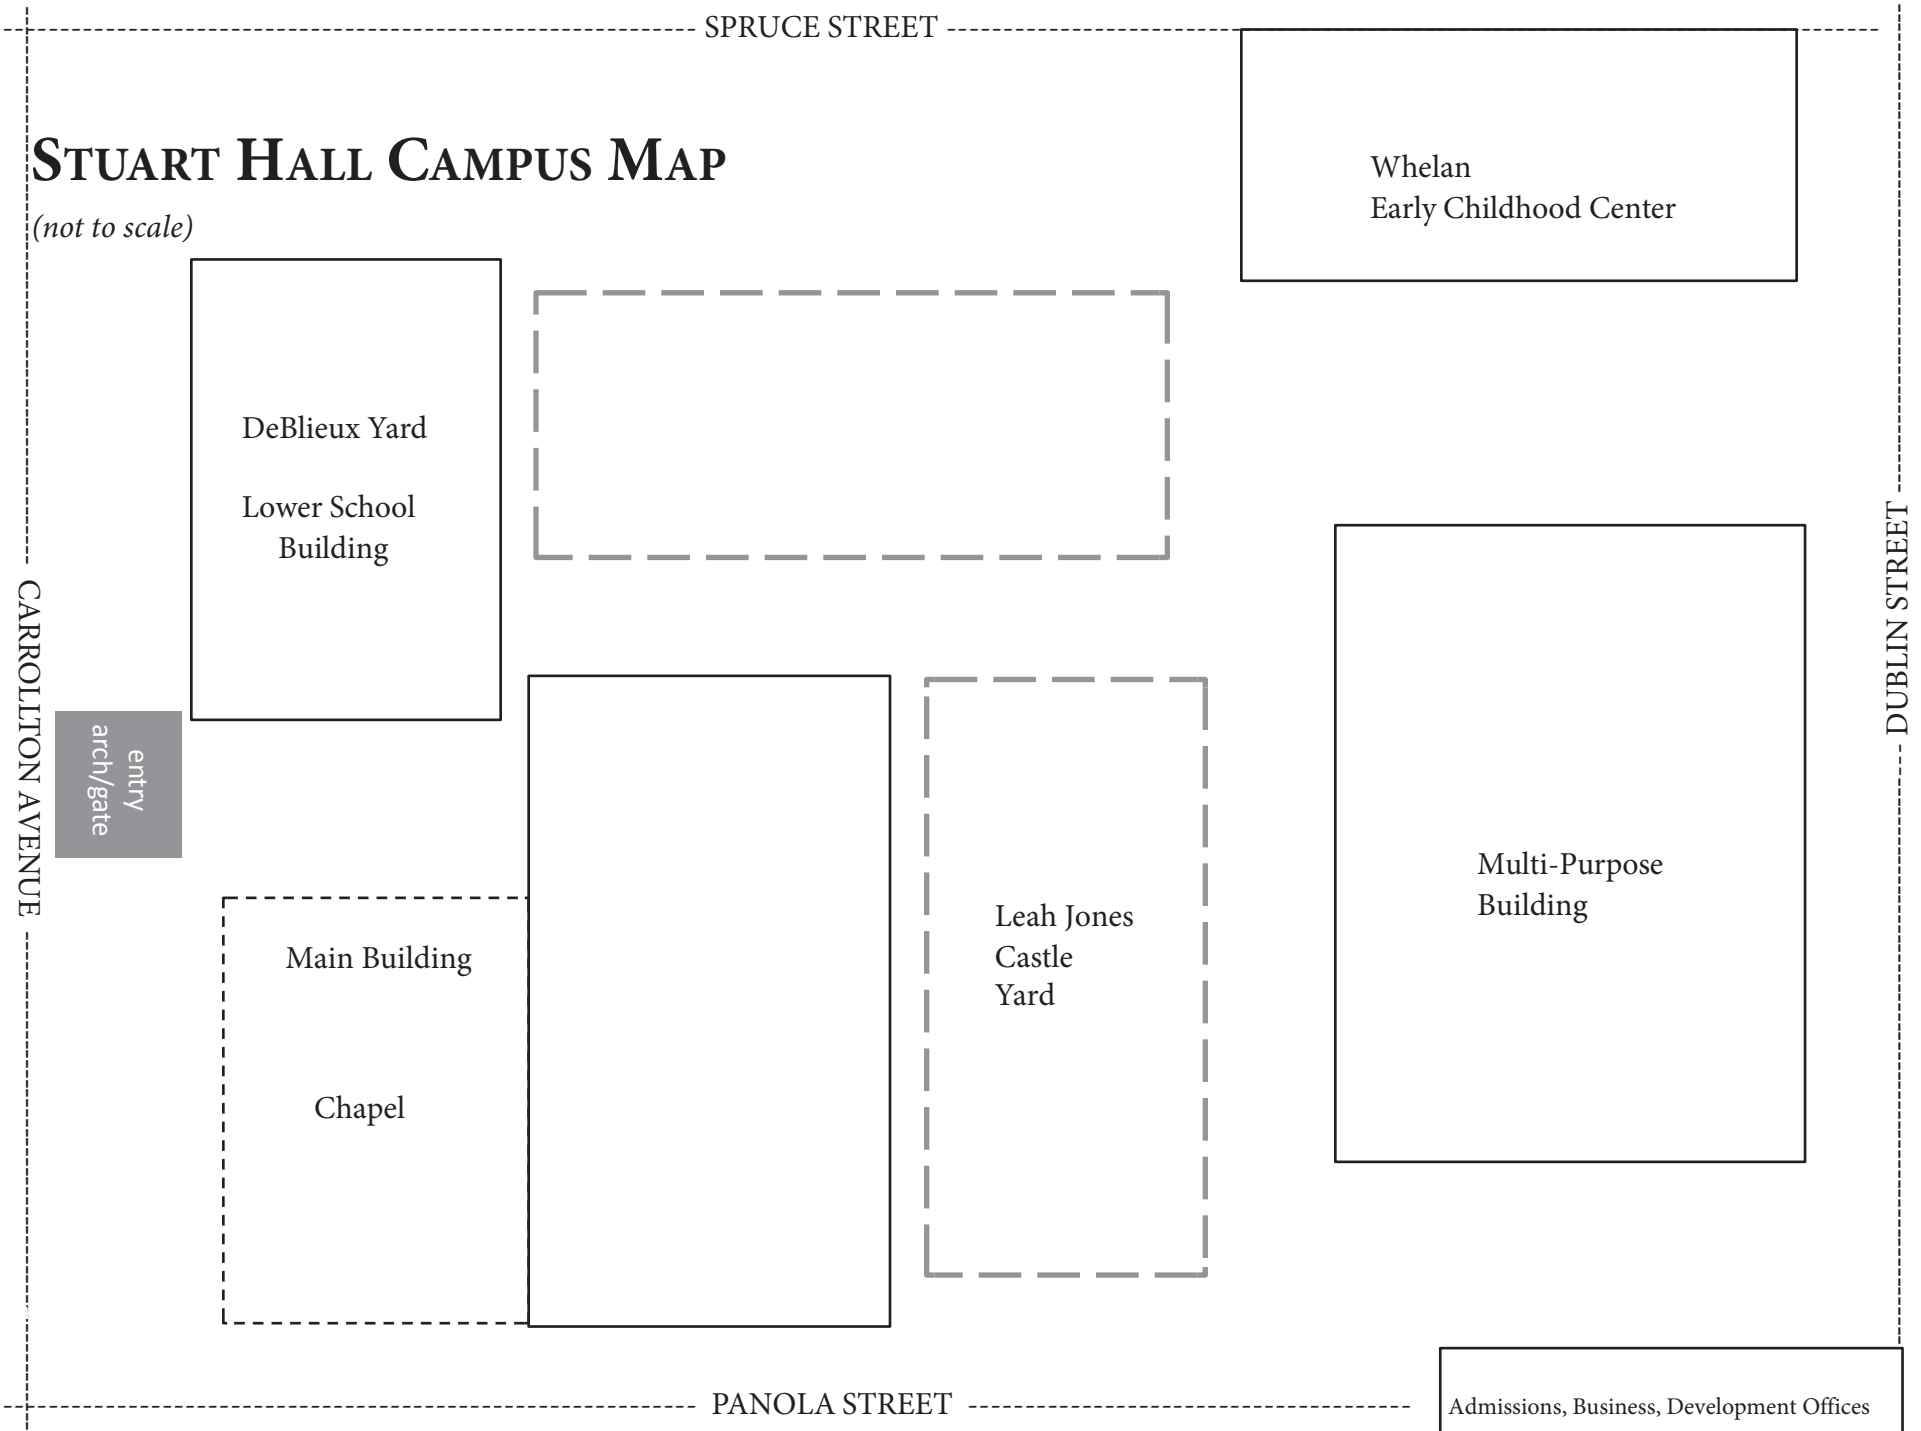 SPRUCE STREET
STUART HALL CAMPUS MAP
(not to scale)
Whelan
Early Childhood Center
DeBlieux Yard
Lower School
Building
CARROLLTON AVENUE
entry
arch/gate
DUBLIN STREET
Main Building
Chapel
Leah Jones
Castle
Yard
Multi-Purpose
Building
PANOLA STREET
Admissions, Business, Development Offices